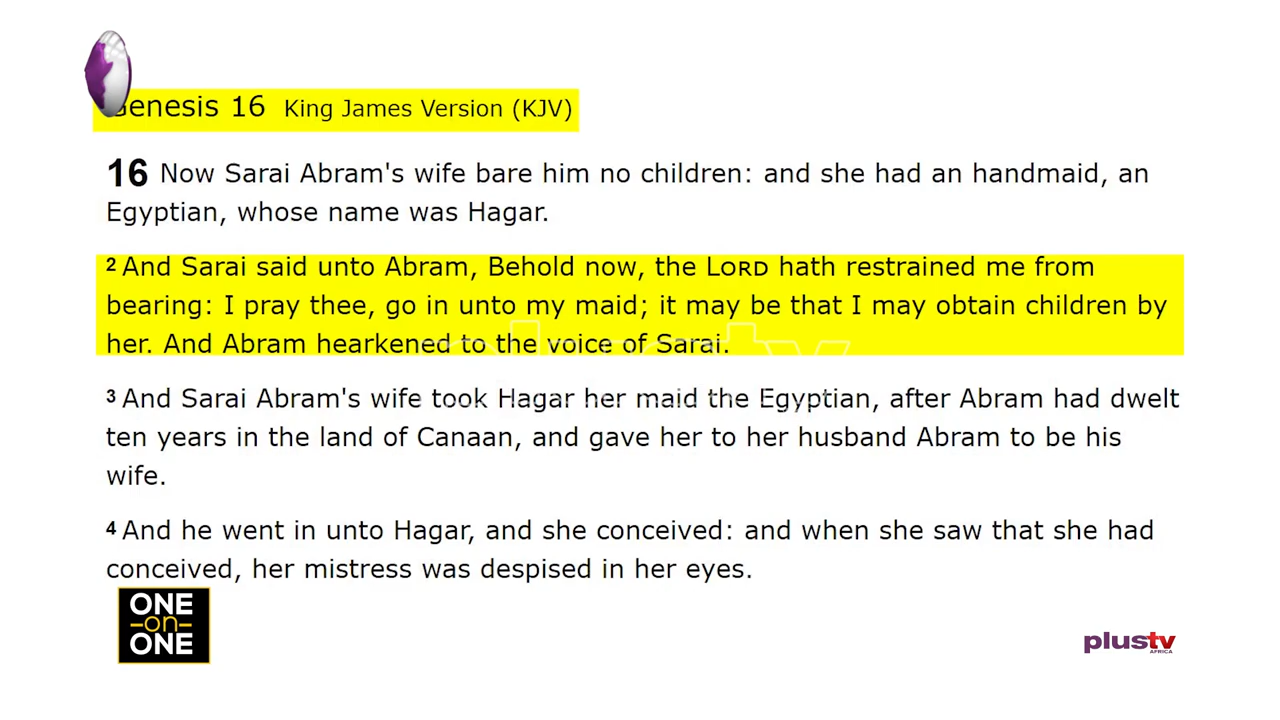 Genesis 16 King James Version (KJV)
16 Now Sarai Abram's wife bare him no children: and she had an handmaid, an
Egyptian, whose name was Hagar.
2 And Sarai said unto Abram, Behold now, the LORD hath restrained me from
bearing: I pray thee, go in unto my maid; it may be that I may obtain children by
her. And Abram hearkened to the voice of Sarai.
3 And Sarai Abram's wife took Hagar her maid the Egyptian, after Abram had dwelt
ten years in the land of Canaan, and gave her to her husband Abram to be his
wife.
4 And he went in unto Hagar, and she conceived: and when she saw that she had
conceived, her mistress was despised in her eyes.
ONE
-on-
ONE
plustv
AFRICA